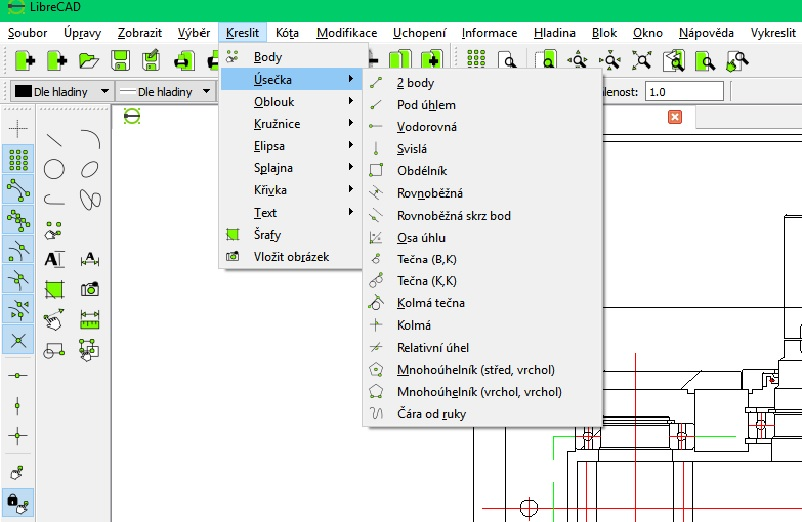 LibreCAD
Soubor Úpravy Zobrazit Výběr Kreslit Kóta Modifikace Uchopení Informace Hladina Blok Okno Nápověda Vykreslit
Dle hladiny Dle hladiny lenost: 1.0
Body
Úsečka
Oblouk
Kružnice
Elipsa
Splajna
Křivka
Text
Šrafy
Vložit obrázek
2 body
Pod úhlem
Vodorovná
Svislá
Obdélník
Rovnoběžná
Rovnoběžná skrz bod
Osa úhlu
Tečna (B,K)
Tečna (K,K)
Kolmá tečna
Kolmá
Relativní úhel
Mnohoúhelník (střed, vrchol)
Mnohoúhelník (vrchol, vrchol)
Čára od ruky